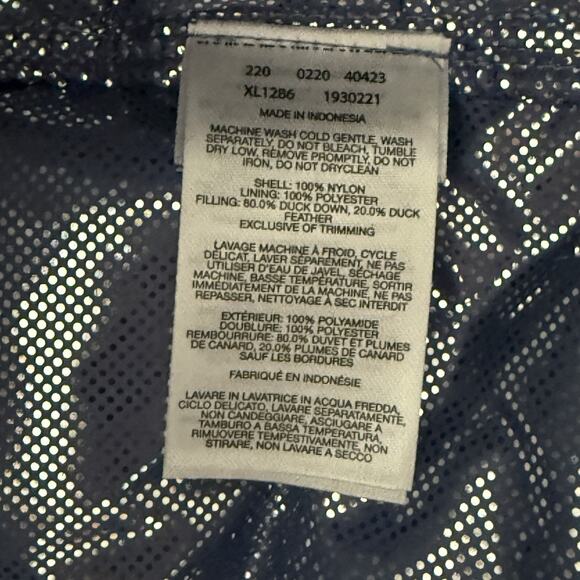 220 0220 40423
XL1286 1930221
MADE IN INDONESIA
MACHINE WASH COLD GENTLE, WASH
SEPARATELY, DO NOT BLEACH, TUMBLE
DRY LOW, REMOVE PROMPTLY, DO NOT
IRON, DO NOT DRYCLEAN
SHELL: 100% NYLON
LINING: 100% POLYESTER
FILLING: 80.0% DUCK DOWN, 20.0% DUCK
FEATHER
EXCLUSIVE OF TRIMMING
LAVAGE MACHINE À FROID, CYCLE
DÉLICAT, LAVER SÉPARÉMENT, NE PAS
UTILISER D'EAU DE JAVEL, SÉCHAGE
MACHINE, BASSE TEMPÉRATURE, SORTIR
IMMÉDIATEMENT DE LA MACHINE, NE PAS
REPASSER, NETTOYAGE À SEC INTERDIT
EXTÉRIEUR: 100% POLYAMIDE
DOUBLURE: 100% POLYESTER
REMBOURRURE: 80.0% DUVET ET PLUMES
DE CANARD, 20.0% PLUMES DE CANARD
SAUF LES BORDURES
FABRIQUÉ EN INDONÉSIE
LAVARE IN LAVATRICE IN ACQUA FREDDA,
CICLO DELICATO, LAVARE SEPARATAMENTE,
NON CANDEGGIARE, ASCIUGARE A
TAMBURO A BASSA TEMPERATURA,
RIMUOVERE TEMPESTIVAMENTE, NON
STIRARE, NON LAVARE A SECCO